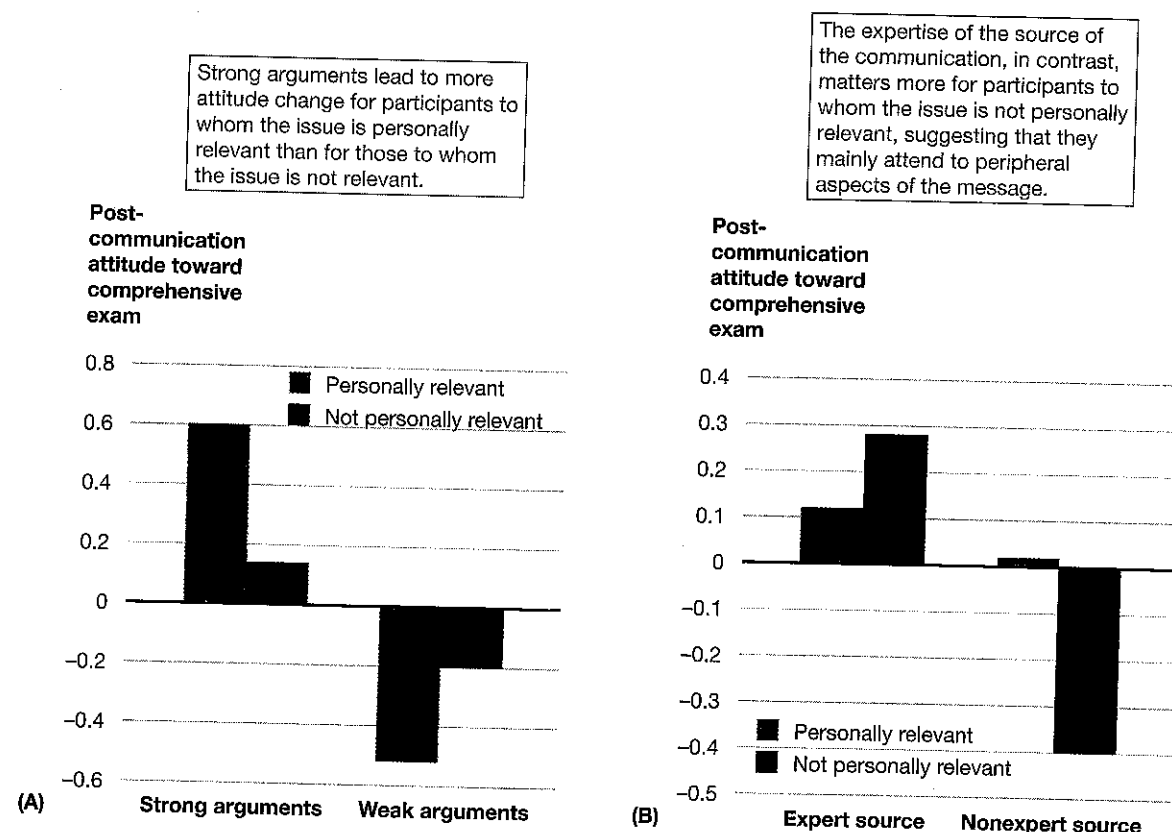 Strong arguments lead to more
attitude change for participants to
whom the issue is personally
relevant than for those to whom
the issue is not relevant.
Post-
communication
attitude toward
comprehensive
exam
0.8
0.6
0.4
0.2
0
−0.2
−0.4
−0.6
Personally relevant
Not personally relevant
(A)
Strong arguments
Weak arguments
The expertise of the source of
the communication, in contrast,
matters more for participants to
whom the issue is not personally
relevant, suggesting that they
mainly attend to peripheral
aspects of the message.
Post-
communication
attitude toward
comprehensive
exam
0.4
0.3
0.2
0.1
0
−0.1
−0.2
−0.3
−0.4
−0.5
Personally relevant
Not personally relevant
(B)
Expert source
Nonexpert source